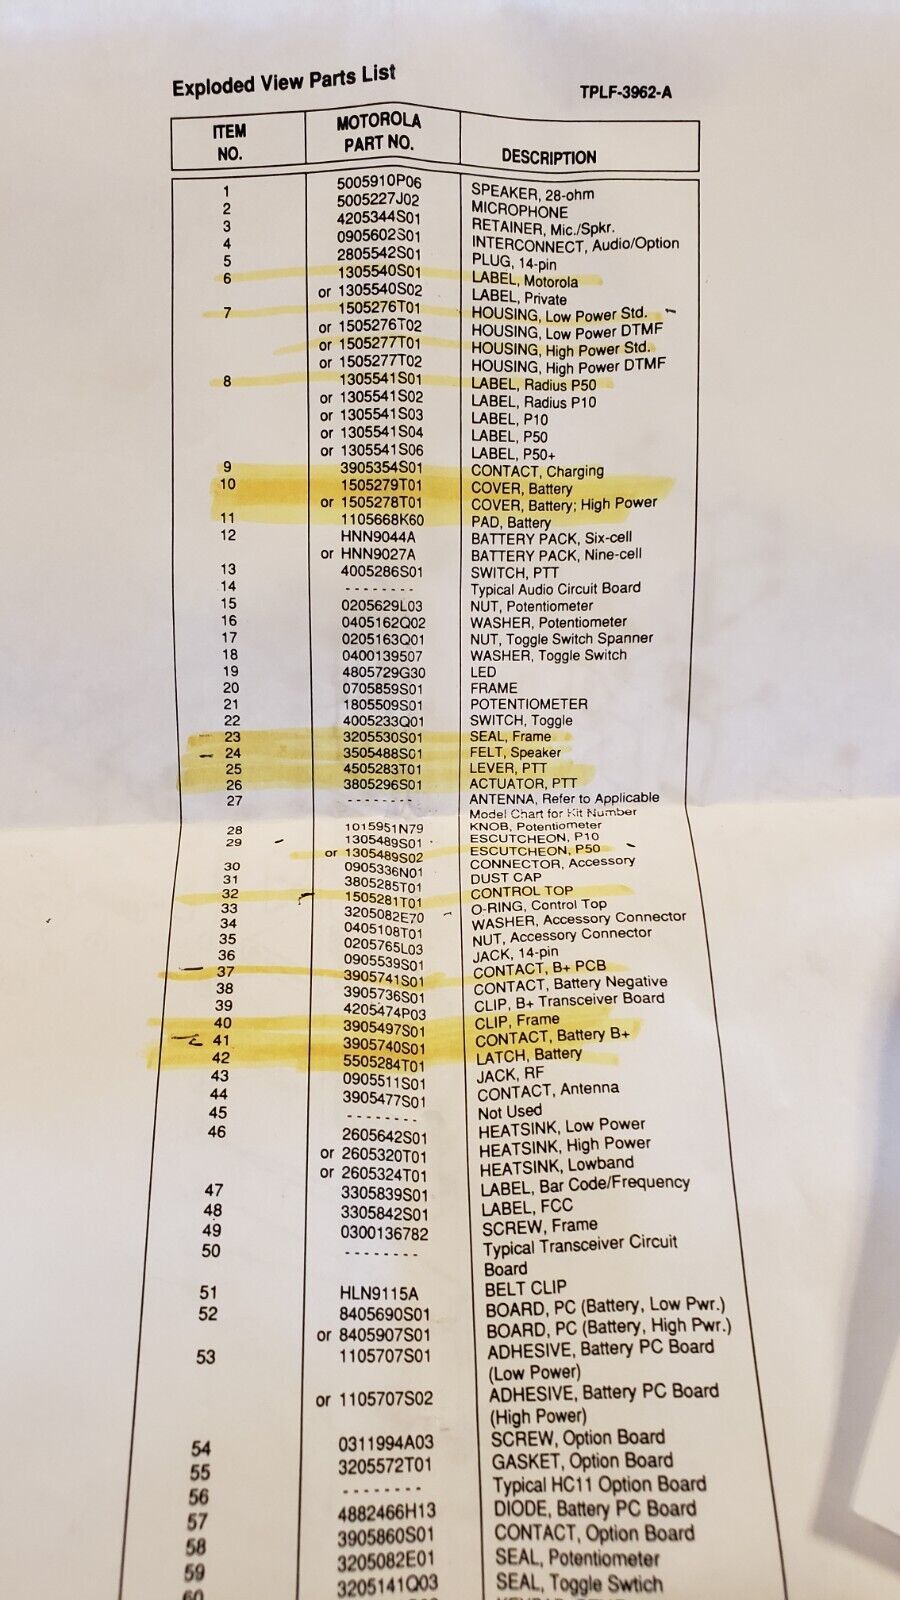 Exploded View Parts List
TPLF-3962-A
ITEM NO. MOTOROLA PART NO. DESCRIPTION
1 5005910P06 SPEAKER, 28-ohm
2 5005227J02 MICROPHONE
3 4205344S01 RETAINER, Mic./Spkr.
4 0905602S01 INTERCONNECT, Audio/Option
5 2805542S01 PLUG, 14-pin
6 1305540S01 LABEL, Motorola
or 1305540S02 LABEL, Private
7 1505276T01 HOUSING, Low Power Std.
or 1505276T02 HOUSING, Low Power DTMF
or 1505277T01 HOUSING, High Power Std.
or 1505277T02 HOUSING, High Power DTMF
8 1305541S01 LABEL, Radius P50
or 1305541S02 LABEL, Radius P10
or 1305541S03 LABEL, P10
or 1305541S04 LABEL, P50
or 1305541S06 LABEL, P50+
9 3905354S01 CONTACT, Charging
10 1505279T01 COVER, Battery
or 1505278T01 COVER, Battery; High Power
11 1105668K60 PAD, Battery
12 HNN9044A BATTERY PACK, Six-cell
or HNN9027A BATTERY PACK, Nine-cell
13 4005286S01 SWITCH, PTT
14 -------- Typical Audio Circuit Board
15 0205629L03 NUT, Potentiometer
16 0405162Q02 WASHER, Potentiometer
17 0205163Q01 NUT, Toggle Switch Spanner
18 0400139507 WASHER, Toggle Switch
19 4805729G30 LED
20 0705859S01 FRAME
21 1805509S01 POTENTIOMETER
22 4005233Q01 SWITCH, Toggle
23 3205530S01 SEAL, Frame
24 3505488S01 FELT, Speaker
25 4505283T01 LEVER, PTT
26 3805296S01 ACTUATOR, PTT
27 -------- ANTENNA, Refer to Applicable
Model Chart for Kit Number
28 1015951N79 KNOB, Potentiometer
29 1305489S01 ESCUTCHEON, P10
or 1305489S02 ESCUTCHEON, P50
30 0905336N01 CONNECTOR, Accessory
31 3805285T01 DUST CAP
32 1505281T01 CONTROL TOP
33 3205082E70 O-RING, Control Top
34 0405108T01 WASHER, Accessory Connector
35 0205765L03 NUT, Accessory Connector
36 0905539S01 JACK, 14-pin
37 3905741S01 CONTACT, B+ PCB
38 3905736S01 CONTACT, Battery Negative
39 4205474P03 CLIP, B+ Transceiver Board
40 3905497S01 CLIP, Frame
41 3905740S01 CONTACT, Battery B+
42 5505284T01 LATCH, Battery
43 0905511S01 JACK, RF
44 3905477S01 CONTACT, Antenna
45 -------- Not Used
46 2605642S01 HEATSINK, Low Power
or 2605320T01 HEATSINK, High Power
or 2605324T01 HEATSINK, Lowband
47 3305839S01 LABEL, Bar Code/Frequency
48 3305842S01 LABEL, FCC
49 0300136782 SCREW, Frame
50 -------- Typical Transceiver Circuit
Board
51 HLN9115A BELT CLIP
52 8405690S01 BOARD, PC (Battery, Low Pwr.)
or 8405907S01 BOARD, PC (Battery, High Pwr.)
53 1105707S01 ADHESIVE, Battery PC Board
(Low Power)
or 1105707S02 ADHESIVE, Battery PC Board
(High Power)
54 0311994A03 SCREW, Option Board
55 3205572T01 GASKET, Option Board
56 -------- Typical HC11 Option Board
57 4882466H13 DIODE, Battery PC Board
58 3905860S01 CONTACT, Option Board
59 3205082E01 SEAL, Potentiometer
60 3205141Q03 SEAL, Toggle Swtich